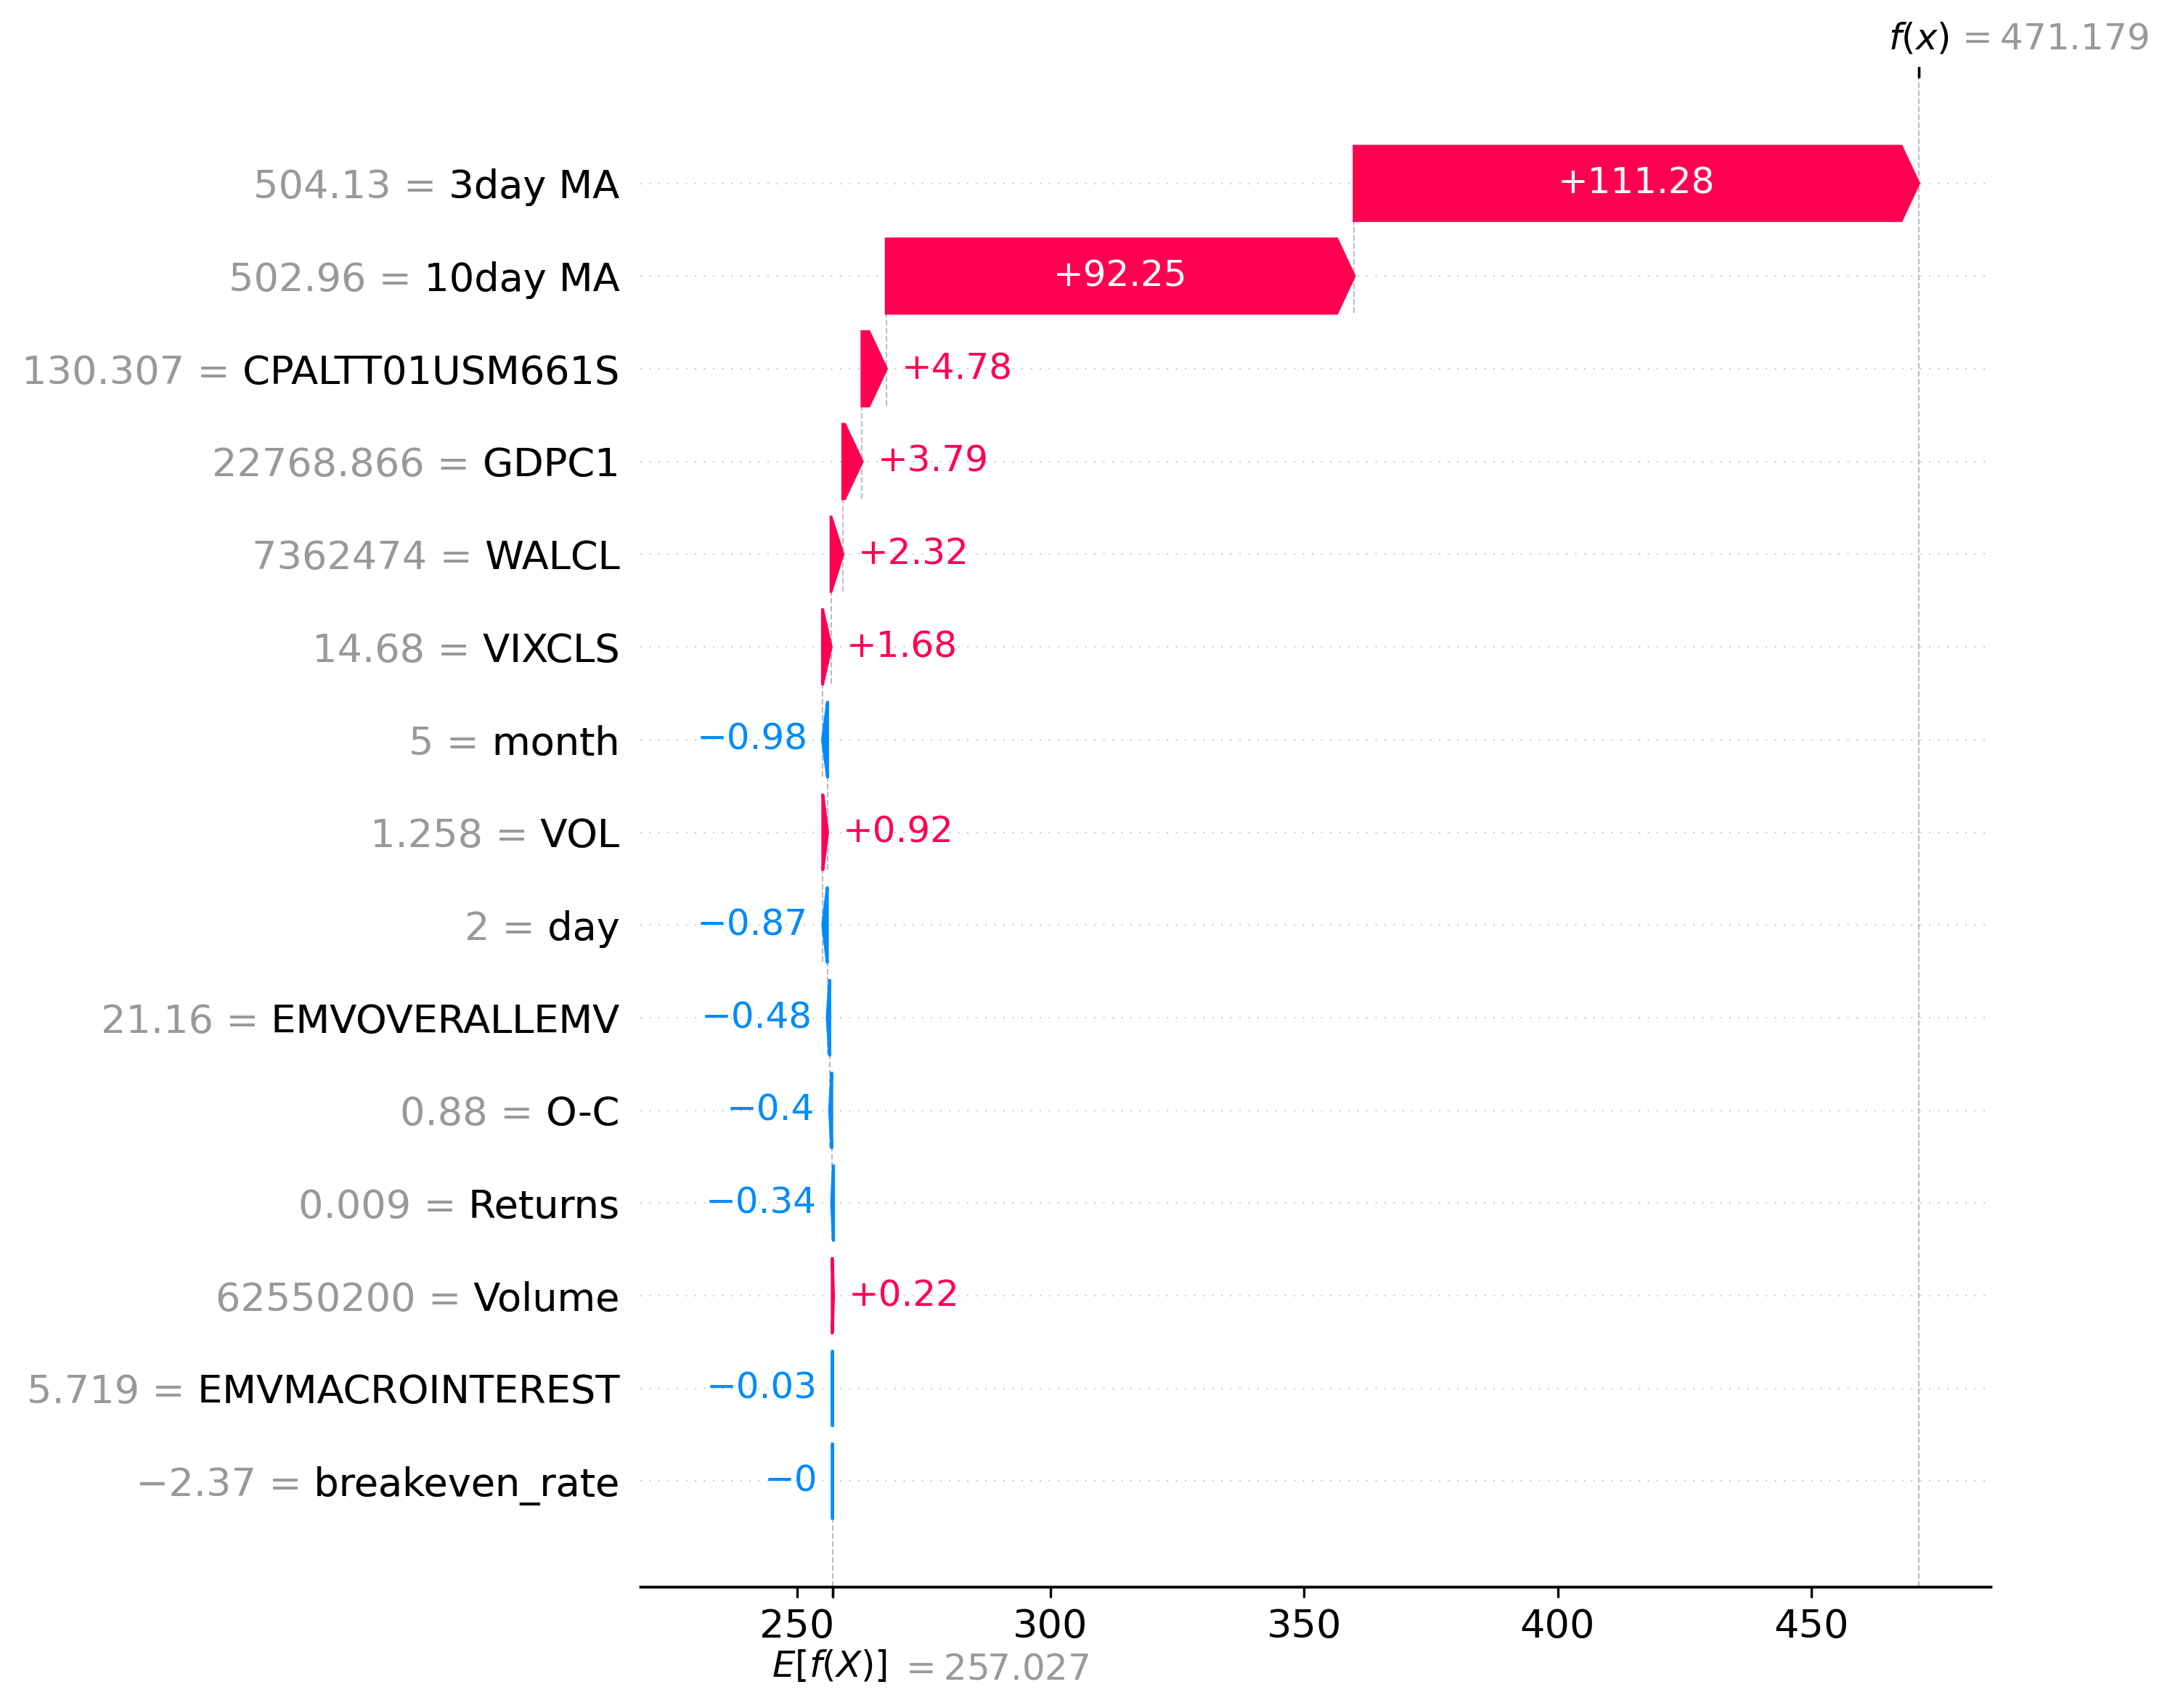 f(x) = 471.179
504.13 = 3day MA +111.28
502.96 = 10day MA +92.25
130.307 = CPALTT01USM661S +4.78
22768.866 = GDPC1 +3.79
7362474 = WALCL +2.32
14.68 = VIXCLS +1.68
5 = month −0.98
1.258 = VOL +0.92
2 = day −0.87
21.16 = EMVOVERALLEMV −0.48
0.88 = O-C −0.4
0.009 = Returns −0.34
62550200 = Volume +0.22
5.719 = EMVMACROINTEREST −0.03
−2.37 = breakeven_rate −0
250 300 350 400 450
E[f(X)] = 257.027